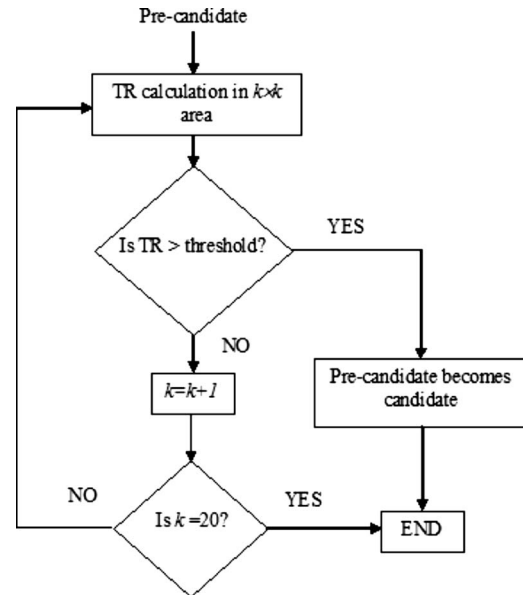 Pre-candidate
TR calculation in k×k
area
Is TR > threshold?
YES
NO
k=k+1
Pre-candidate becomes
candidate
NO
Is k =20?
YES
END